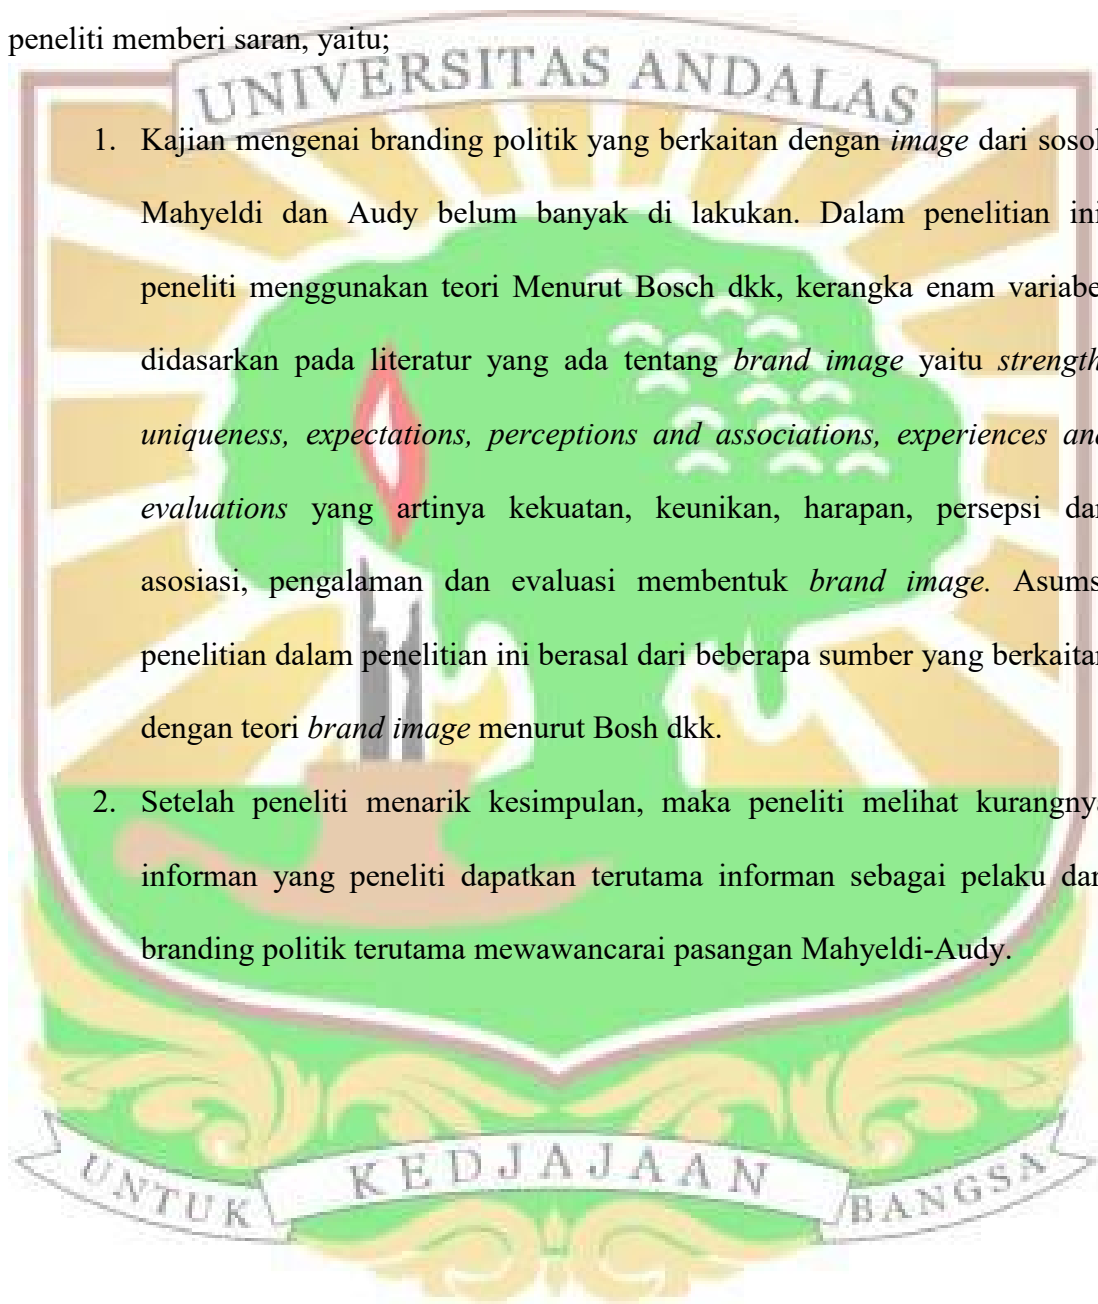 peneliti memberi saran, yaitu;
UNIVERSITAS ANDALAS
1. Kajian mengenai branding politik yang berkaitan dengan image dari sosok
Mahyeldi dan Audy belum banyak di lakukan. Dalam penelitian ini
peneliti menggunakan teori Menurut Bosch dkk, kerangka enam variabe
didasarkan pada literatur yang ada tentang brand image yaitu strength
uniqueness, expectations, perceptions and associations, experiences and
evaluations yang artinya kekuatan, keunikan, harapan, persepsi dan
asosiasi, pengalaman dan evaluasi membentuk brand image. Asums
penelitian dalam penelitian ini berasal dari beberapa sumber yang berkaitan
dengan teori brand image menurut Bosh dkk.
2. Setelah peneliti menarik kesimpulan, maka peneliti melihat kurangnya
informan yang peneliti dapatkan terutama informan sebagai pelaku dar
branding politik terutama mewawancarai pasangan Mahyeldi-Audy.
UNTUK KEDJAJAAN BANGSA